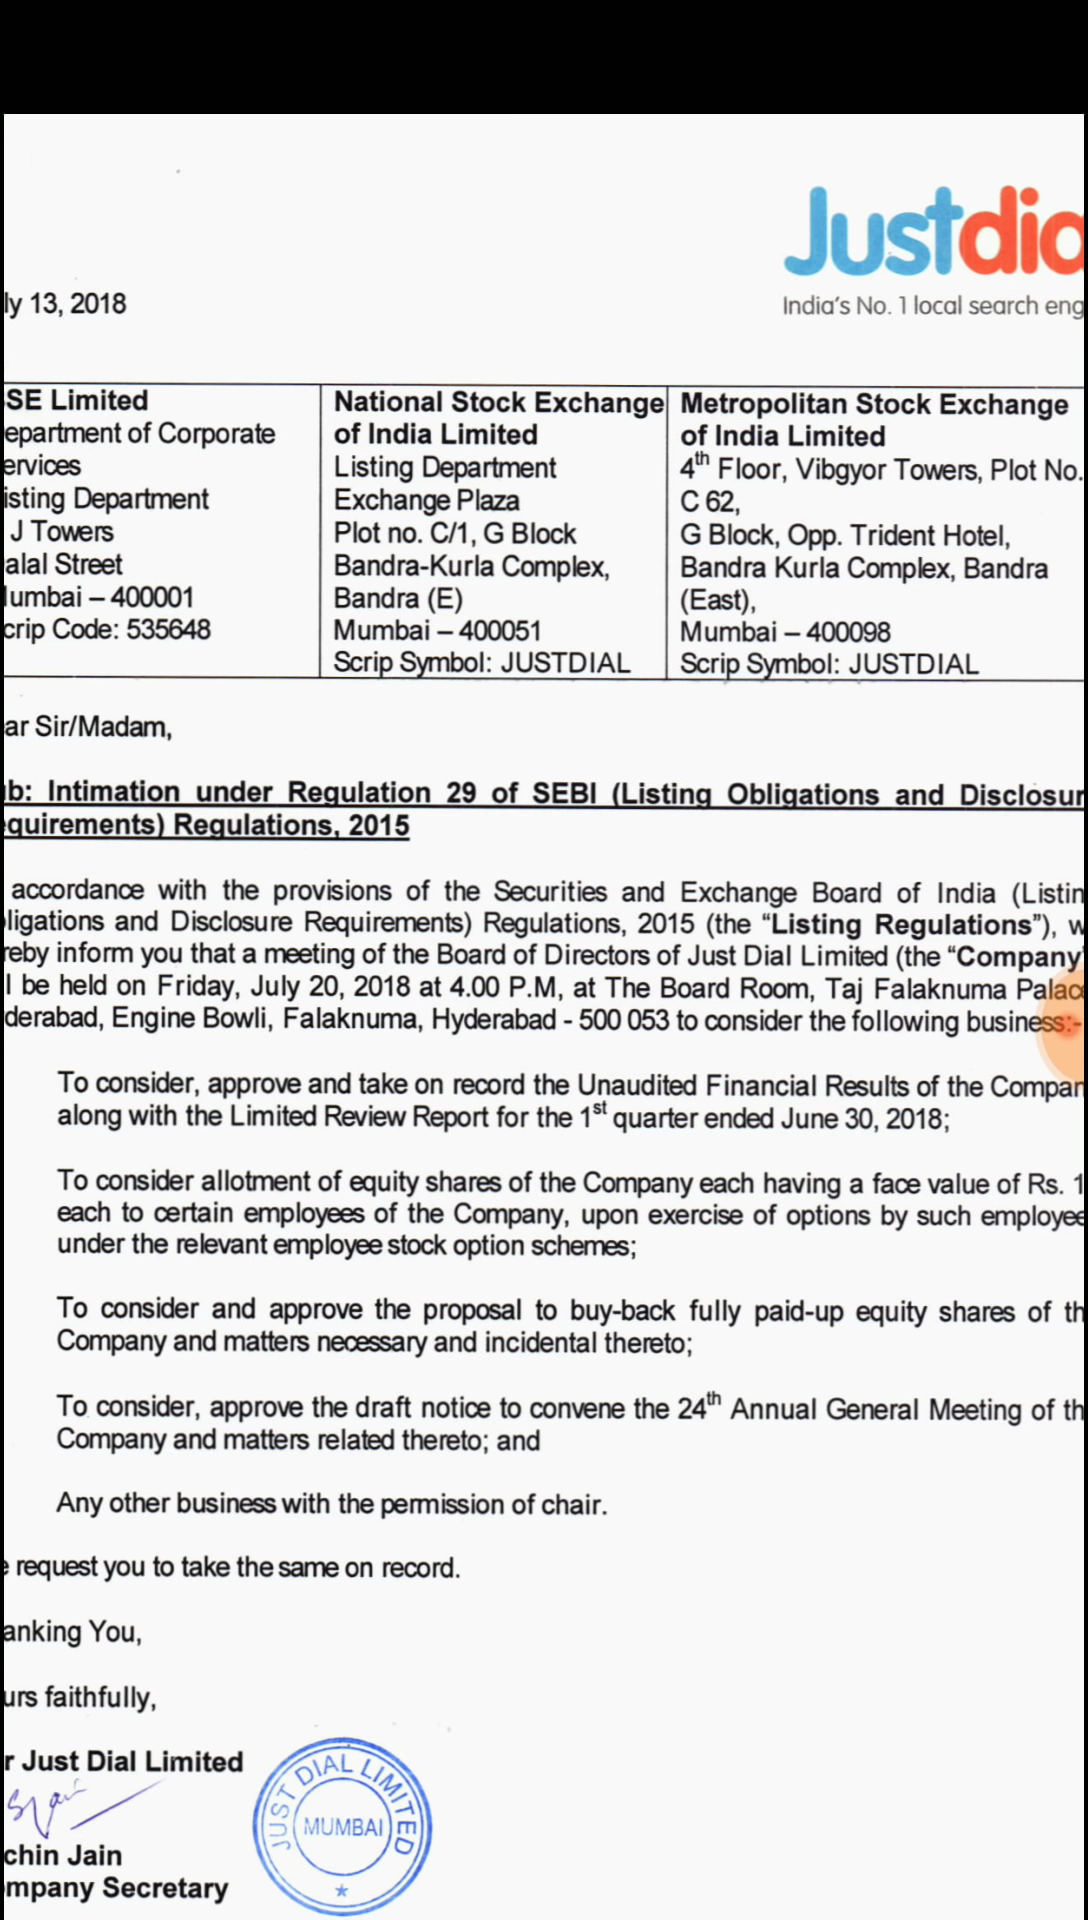 Justdia
India's No. 1 local search eng
ly 13, 2018
SE Limited
epartment of Corporate
ervices
isting Department
J Towers
alal Street
umbai – 400001
crip Code: 535648
National Stock Exchange
of India Limited
Listing Department
Exchange Plaza
Plot no. C/1, G Block
Bandra-Kurla Complex,
Bandra (E)
Mumbai – 400051
Scrip Symbol: JUSTDIAL
Metropolitan Stock Exchange
of India Limited
4th Floor, Vibgyor Towers, Plot No.
C 62,
G Block, Opp. Trident Hotel,
Bandra Kurla Complex, Bandra
(East),
Mumbai – 400098
Scrip Symbol: JUSTDIAL
ar Sir/Madam,
b: Intimation under Regulation 29 of SEBI (Listing Obligations and Disclosur
quirements) Regulations, 2015
accordance with the provisions of the Securities and Exchange Board of India (Listin
ligations and Disclosure Requirements) Regulations, 2015 (the “Listing Regulations”), w
reby inform you that a meeting of the Board of Directors of Just Dial Limited (the “Company”
l be held on Friday, July 20, 2018 at 4.00 P.M, at The Board Room, Taj Falaknuma Palac
derabad, Engine Bowli, Falaknuma, Hyderabad - 500 053 to consider the following business:-
To consider, approve and take on record the Unaudited Financial Results of the Compan
along with the Limited Review Report for the 1st quarter ended June 30, 2018;
To consider allotment of equity shares of the Company each having a face value of Rs. 1
each to certain employees of the Company, upon exercise of options by such employee
under the relevant employee stock option schemes;
To consider and approve the proposal to buy-back fully paid-up equity shares of th
Company and matters necessary and incidental thereto;
To consider, approve the draft notice to convene the 24th Annual General Meeting of th
Company and matters related thereto; and
Any other business with the permission of chair.
e request you to take the same on record.
anking You,
urs faithfully,
r Just Dial Limited
JUST DIAL LIMITED
MUMBAI
chin Jain
mpany Secretary